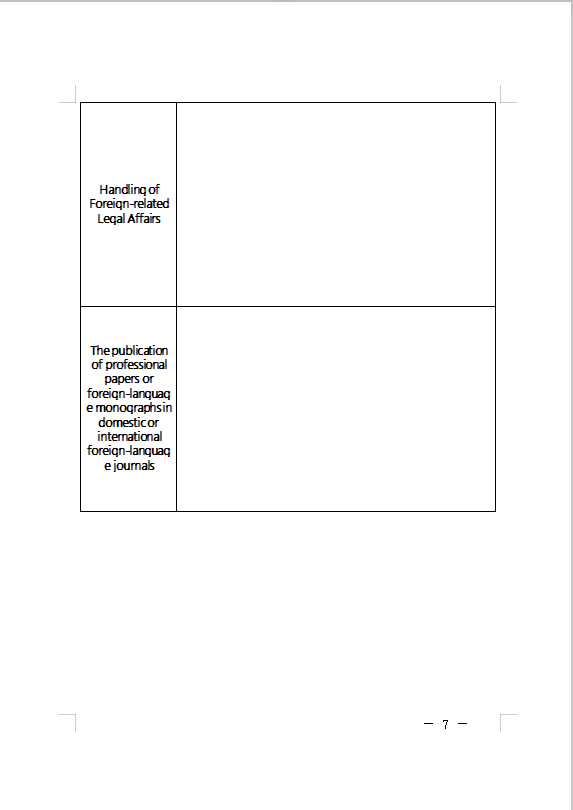 Handling of
Foreign-related
Legal Affairs
The publication
of professional
papers or
foreign-languag
e monographs in
domestic or
international
foreign-languag
e journals
— 7 —